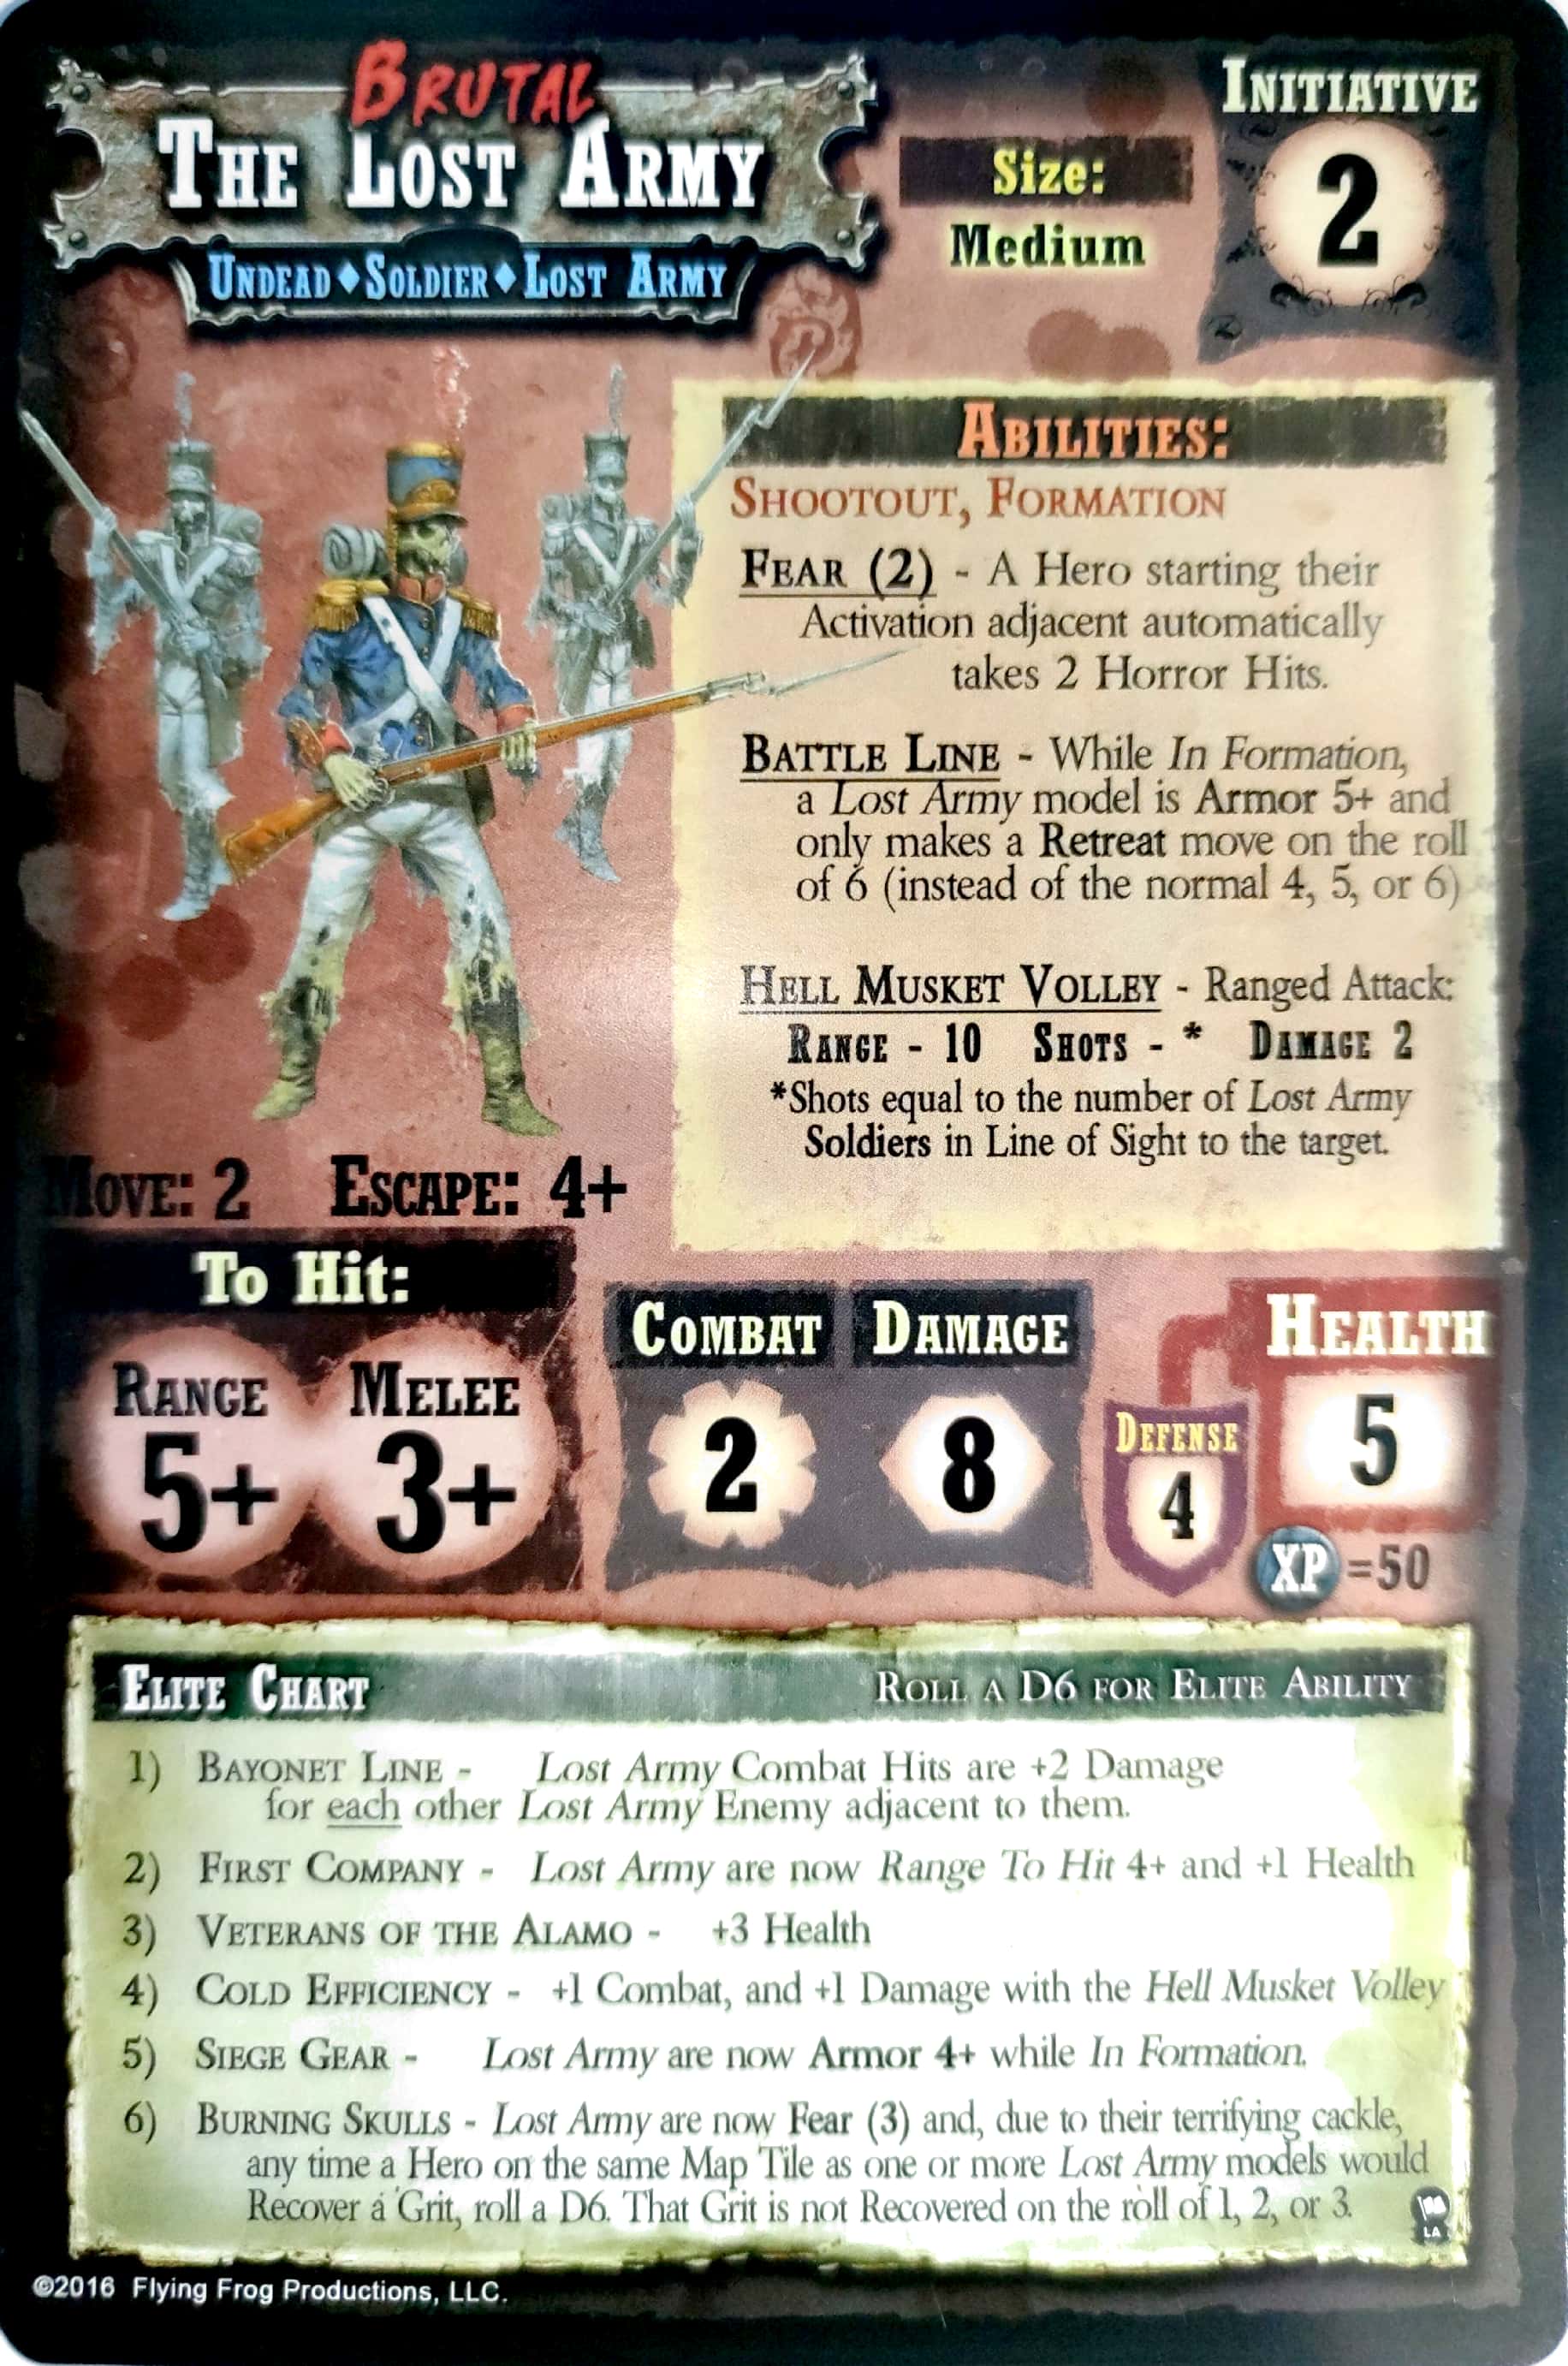 BRUTAL
THE LOST ARMY
UNDEAD♦SOLDIER♦LOST ARMY
Size:
Medium
INITIATIVE
2
ABILITIES:
SHOOTOUT, FORMATION
FEAR (2) - A Hero starting their
Activation adjacent automatically
takes 2 Horror Hits.
BATTLE LINE - While In Formation,
a Lost Army model is Armor 5+ and
only makes a Retreat move on the roll
of 6 (instead of the normal 4, 5, or 6)
HELL MUSKET VOLLEY - Ranged Attack:
RANGE - 10 SHOTS - * DAMAGE 2
*Shots equal to the number of Lost Army
Soldiers in Line of Sight to the target.
MOVE: 2 ESCAPE: 4+
To Hit:
RANGE
5+
MELEE
3+
COMBAT
2
DAMAGE
8
DEFENSE
4
HEALTH
5
XP =50
ELITE CHART ROLL A D6 FOR ELITE ABILITY
1) BAYONET LINE - Lost Army Combat Hits are +2 Damage
for each other Lost Army Enemy adjacent to them.
2) FIRST COMPANY - Lost Army are now Range To Hit 4+ and +1 Health
3) VETERANS OF THE ALAMO - +3 Health
4) COLD EFFICIENCY - +1 Combat, and +1 Damage with the Hell Musket Volley
5) SIEGE GEAR - Lost Army are now Armor 4+ while In Formation.
6) BURNING SKULLS - Lost Army are now Fear (3) and, due to their terrifying cackle,
any time a Hero on the same Map Tile as one or more Lost Army models would
Recover a Grit, roll a D6. That Grit is not Recovered on the roll of 1, 2, or 3.
LA
©2016 Flying Frog Productions, LLC.